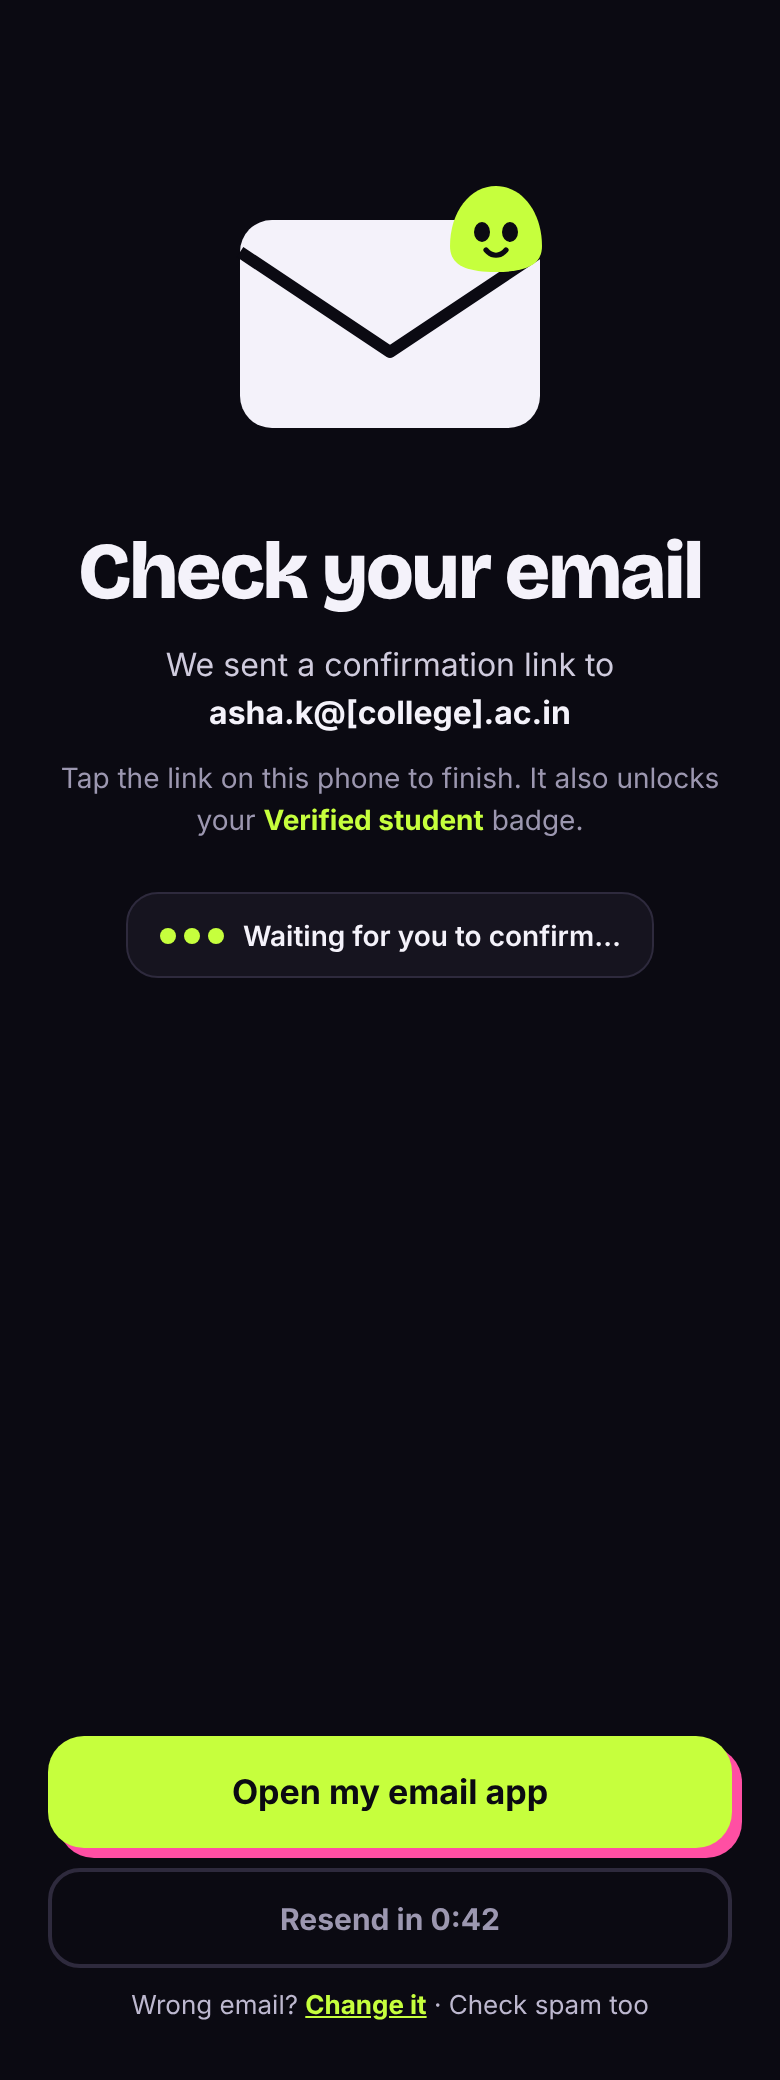 Check your email
We sent a confirmation link to
asha.k@[college].ac.in
Tap the link on this phone to finish. It also unlocks
your Verified student badge.
Waiting for you to confirm...
Open my email app
Resend in 0:42
Wrong email? Change it · Check spam too